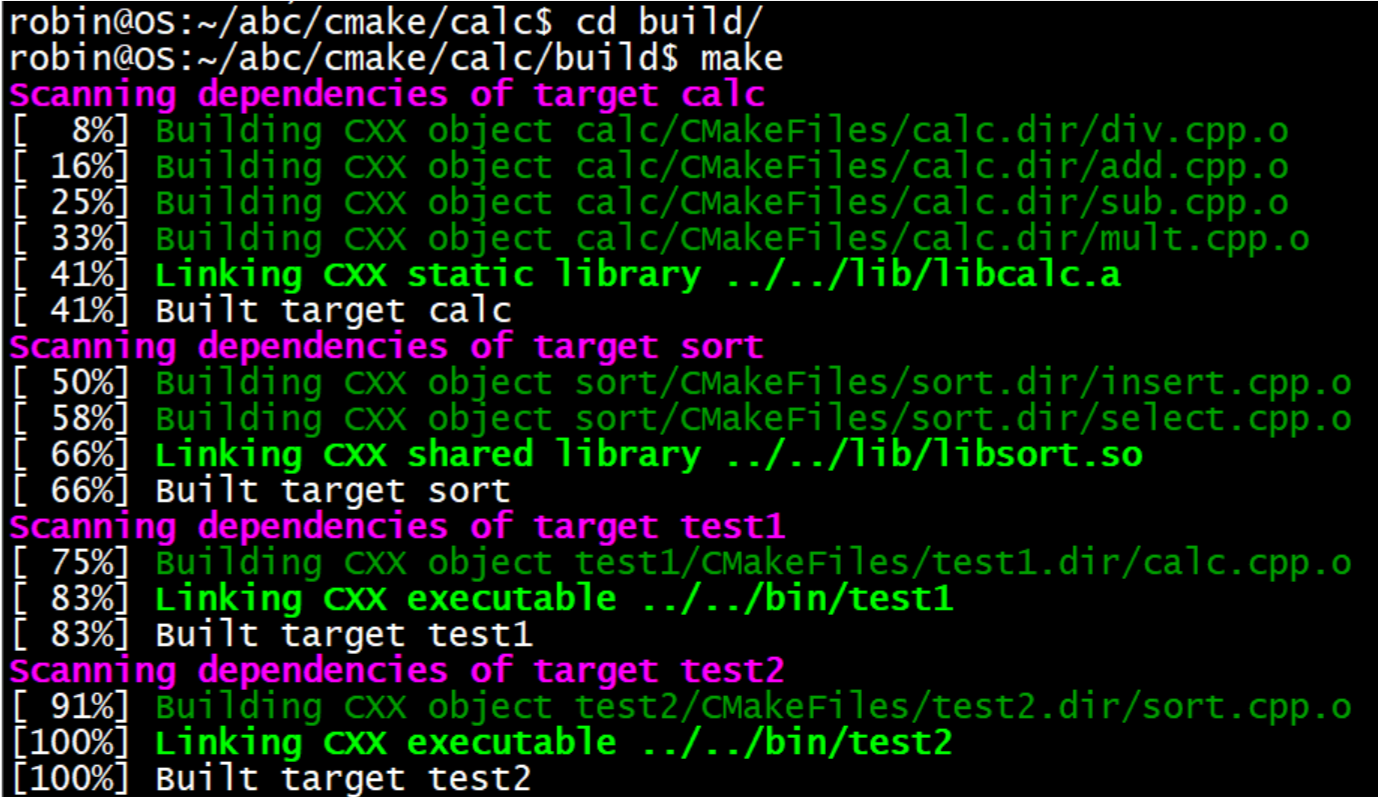 robin@OS:~/abc/cmake/calc$ cd build/
robin@OS:~/abc/cmake/calc/build$ make
Scanning dependencies of target calc
[  8%] Building CXX object calc/CMakeFiles/calc.dir/div.cpp.o
[ 16%] Building CXX object calc/CMakeFiles/calc.dir/add.cpp.o
[ 25%] Building CXX object calc/CMakeFiles/calc.dir/sub.cpp.o
[ 33%] Building CXX object calc/CMakeFiles/calc.dir/mult.cpp.o
[ 41%] Linking CXX static library ../../lib/libcalc.a
[ 41%] Built target calc
Scanning dependencies of target sort
[ 50%] Building CXX object sort/CMakeFiles/sort.dir/insert.cpp.o
[ 58%] Building CXX object sort/CMakeFiles/sort.dir/select.cpp.o
[ 66%] Linking CXX shared library ../../lib/libsort.so
[ 66%] Built target sort
Scanning dependencies of target test1
[ 75%] Building CXX object test1/CMakeFiles/test1.dir/calc.cpp.o
[ 83%] Linking CXX executable ../../bin/test1
[ 83%] Built target test1
Scanning dependencies of target test2
[ 91%] Building CXX object test2/CMakeFiles/test2.dir/sort.cpp.o
[100%] Linking CXX executable ../../bin/test2
[100%] Built target test2